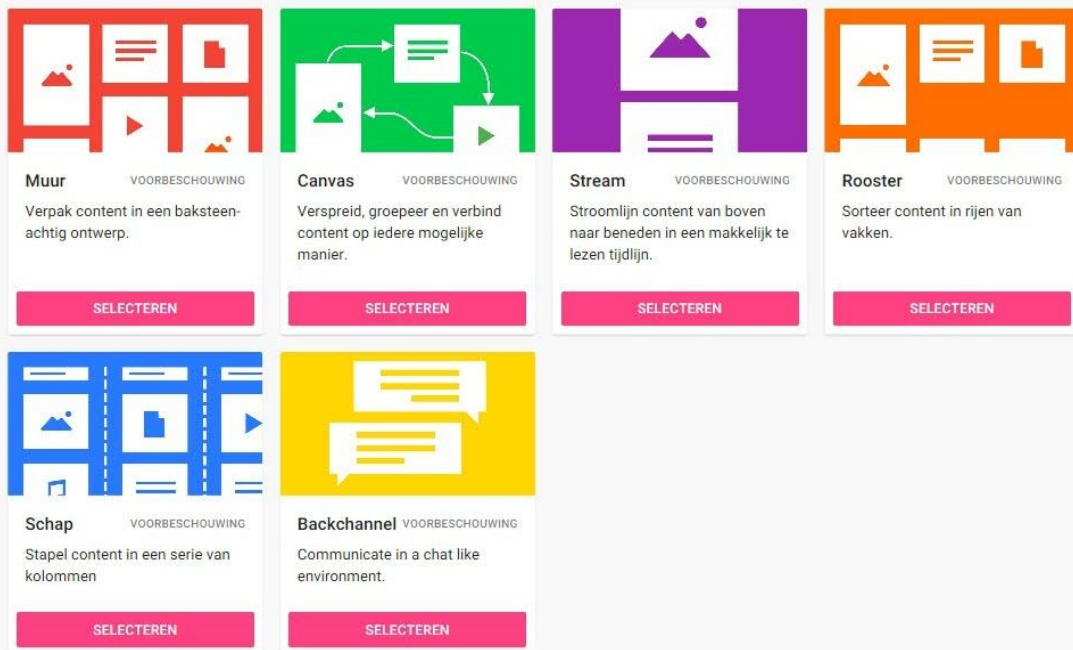 Muur VOORBESCHOUWING
Verpak content in een baksteen-
achtig ontwerp.
SELECTEREN
Canvas VOORBESCHOUWING
Verspreid, groepeer en verbind
content op iedere mogelijke
manier.
SELECTEREN
Stream VOORBESCHOUWING
Stroomlijn content van boven
naar beneden in een makkelijk te
lezen tijdlijn.
SELECTEREN
Rooster VOORBESCHOUWING
Sorteer content in rijen van
vakken.
SELECTEREN
Schap VOORBESCHOUWING
Stapel content in een serie van
kolommen
SELECTEREN
Backchannel VOORBESCHOUWING
Communicate in a chat like
environment.
SELECTEREN